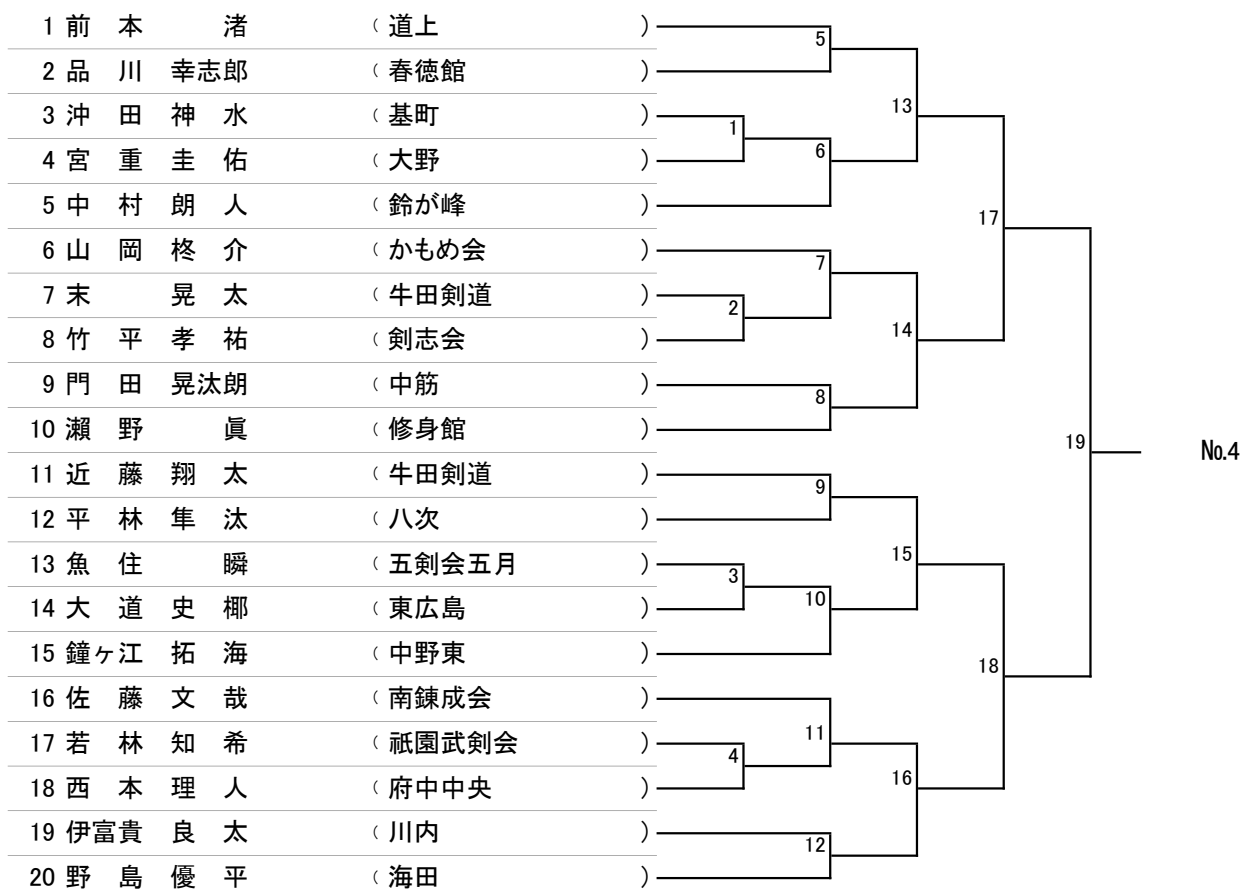 1 前本 渚 (道上)
5
2 品川 幸志郎 (春徳館)
3 沖田 神水 (基町)
13
1
4 宮重 圭佑 (大野)
6
5 中村 朗人 (鈴が峰)
17
6 山岡 柊介 (かもめ会)
7
7 末 晃太 (牛田剣道)
2
8 竹平 孝祐 (剣志会)
14
9 門田 晃汰朗 (中筋)
8
10 瀬野 眞 (修身館)
19
No.4
11 近藤 翔太 (牛田剣道)
9
12 平林 隼汰 (八次)
13 魚住 瞬 (五剣会五月)
15
3
14 大道 史椰 (東広島)
10
15 鐘ヶ江 拓海 (中野東)
18
16 佐藤 文哉 (南錬成会)
17 若林 知希 (祇園武剣会)
11
4
18 西本 理人 (府中中央)
16
19 伊富貴 良太 (川内)
12
20 野島 優平 (海田)